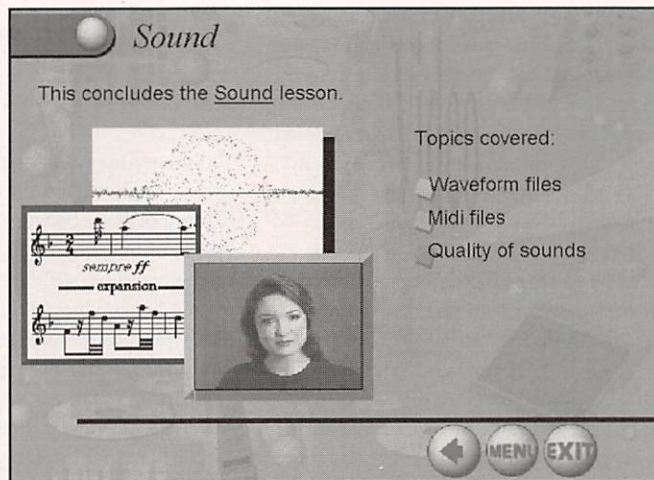 Sound
This concludes the Sound lesson.
Topics covered:
Waveform files
Midi files
Quality of sounds
sempre ff
expansion
MENU
EXIT